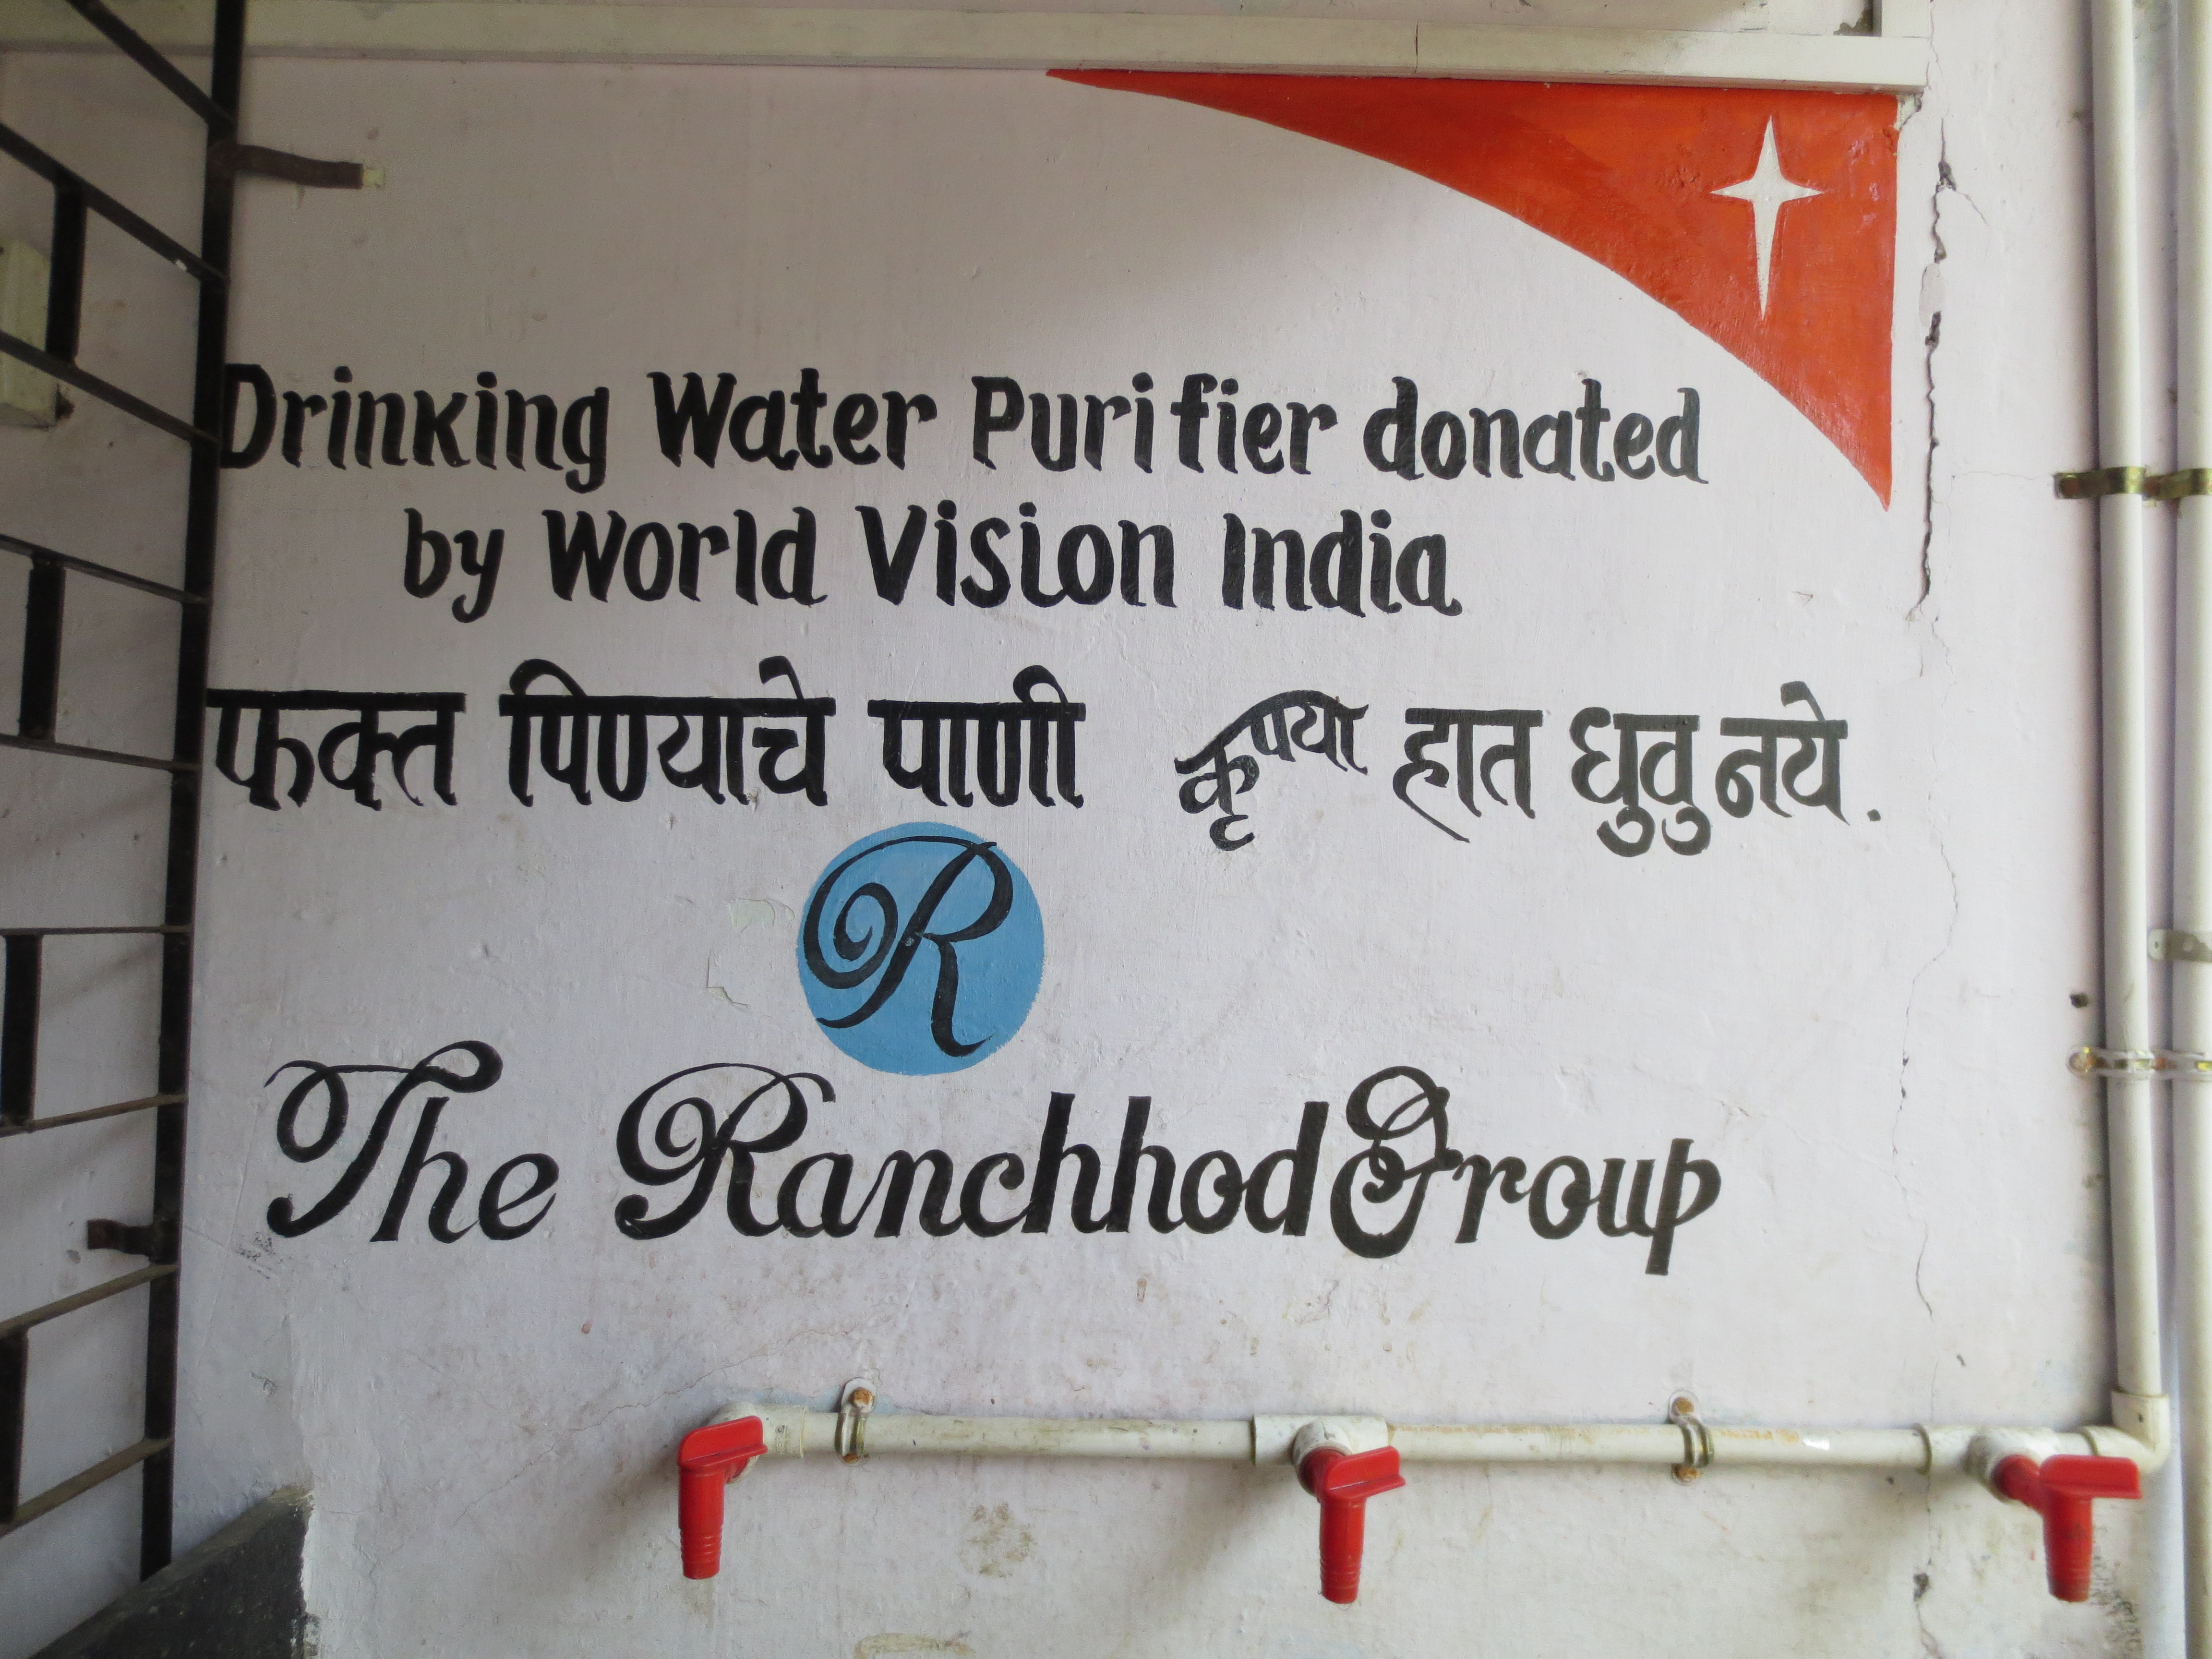 Drinking Water Purifier donated
by World Vision India
फक्त पिण्याचे पाणी कृपया हात धुवु नये.
R
The Ranchhod Group